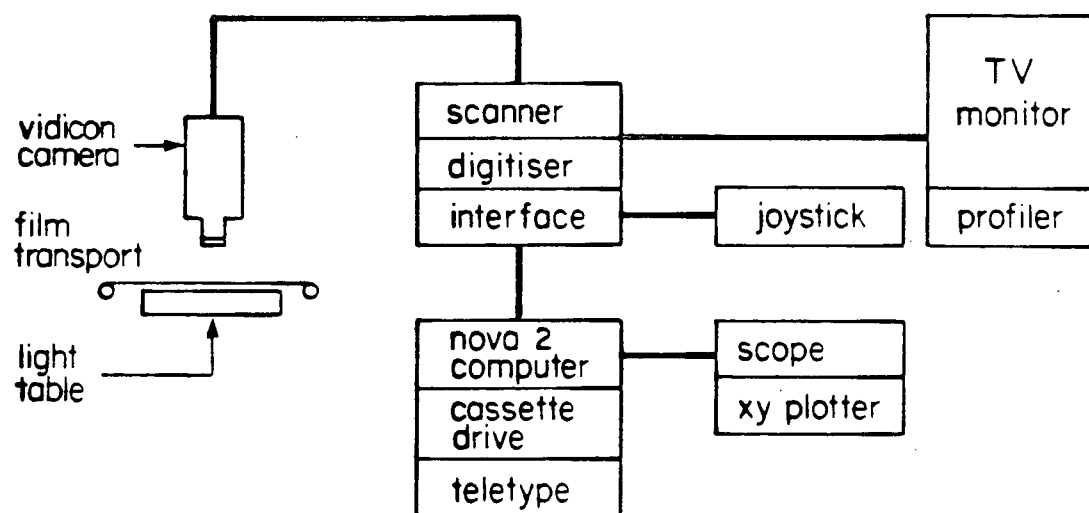 vidicon
camera
film
transport
light
table
scanner
digitiser
interface
nova 2
computer
cassette
drive
teletype
joystick
scope
xy plotter
TV
monitor
profiler